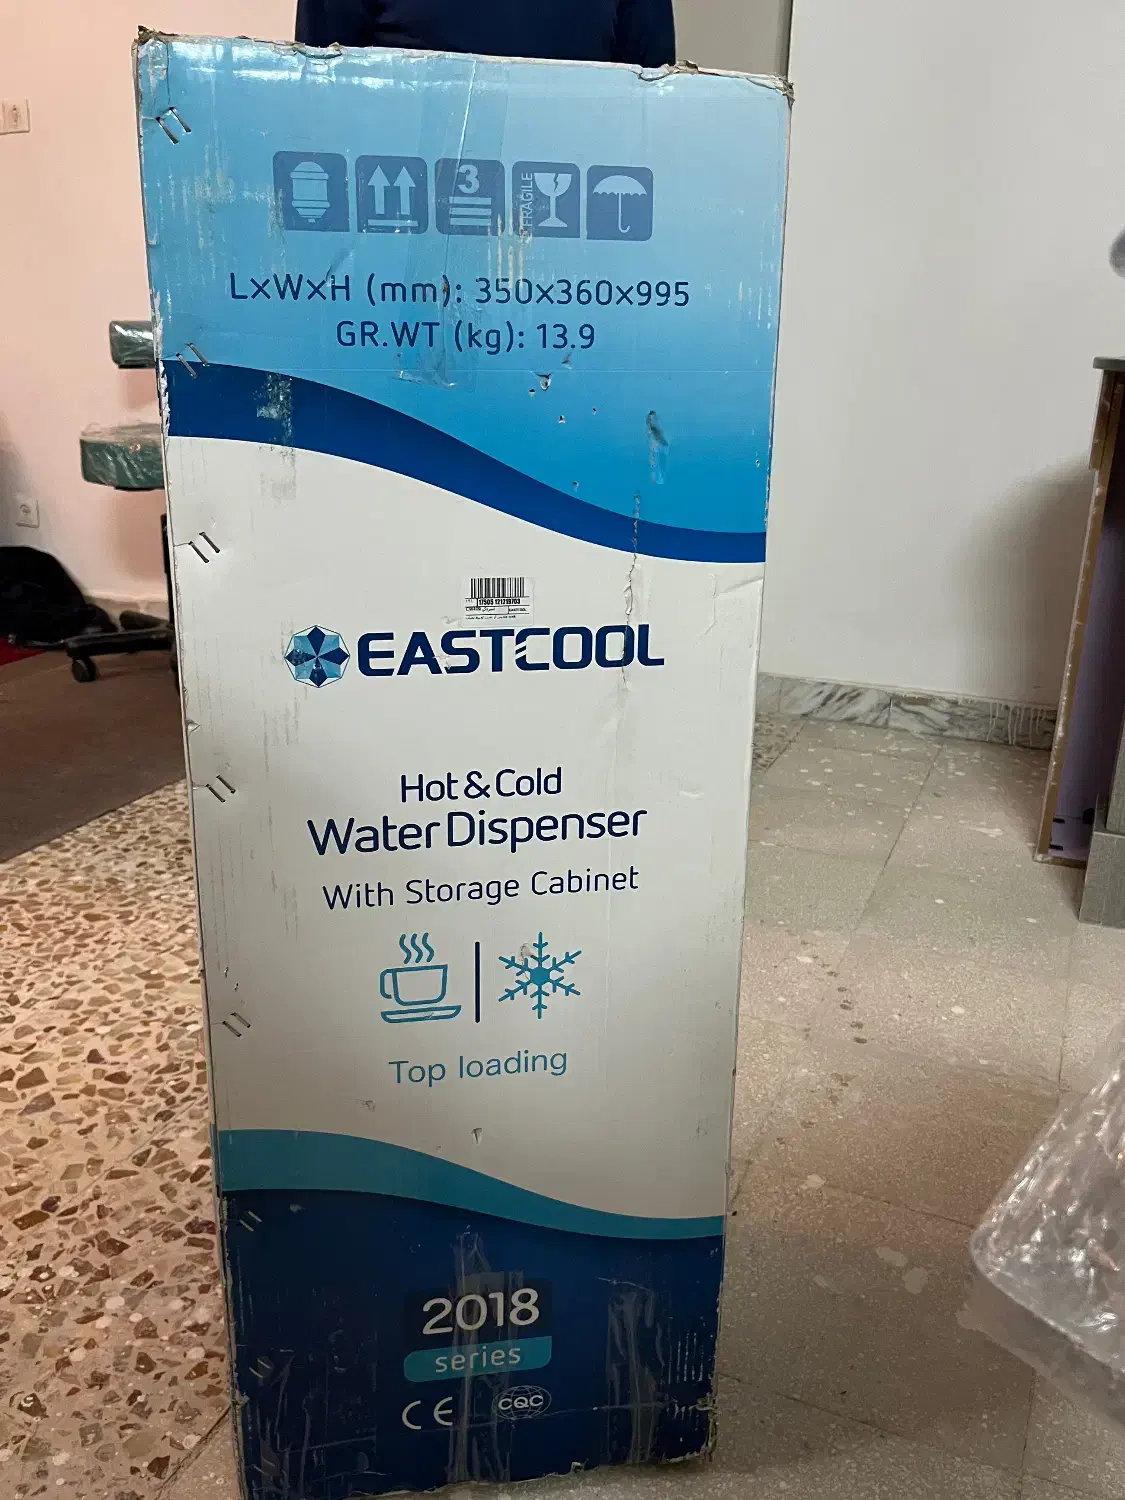 3
FRAGILE
LxWxH (mm): 350x360x995
GR.WT (kg): 13.9
EASTCOOL
Hot & Cold
Water Dispenser
With Storage Cabinet
Top loading
2018
series
CE
CQC